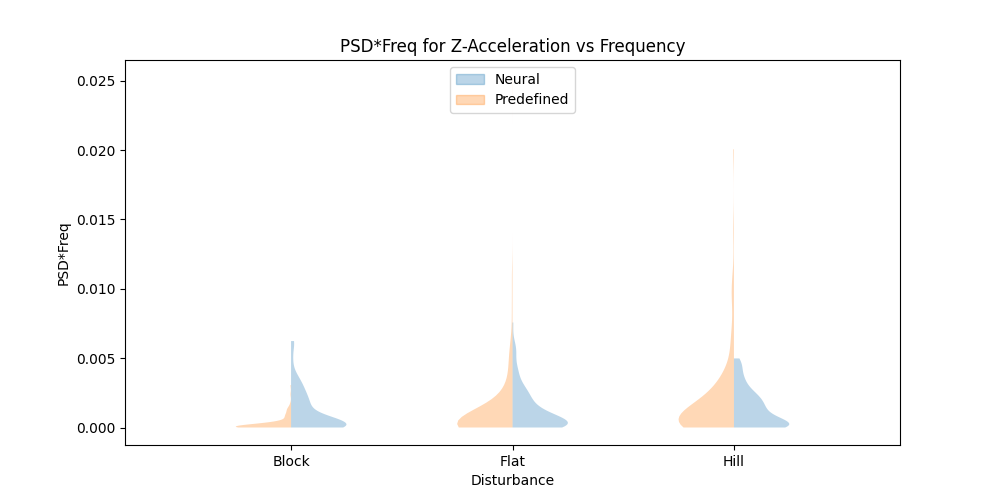 PSD*Freq for Z-Acceleration vs Frequency
Neural
Predefined
0.025
0.020
0.015
0.010
0.005
0.000
PSD*Freq
Block
Flat
Hill
Disturbance